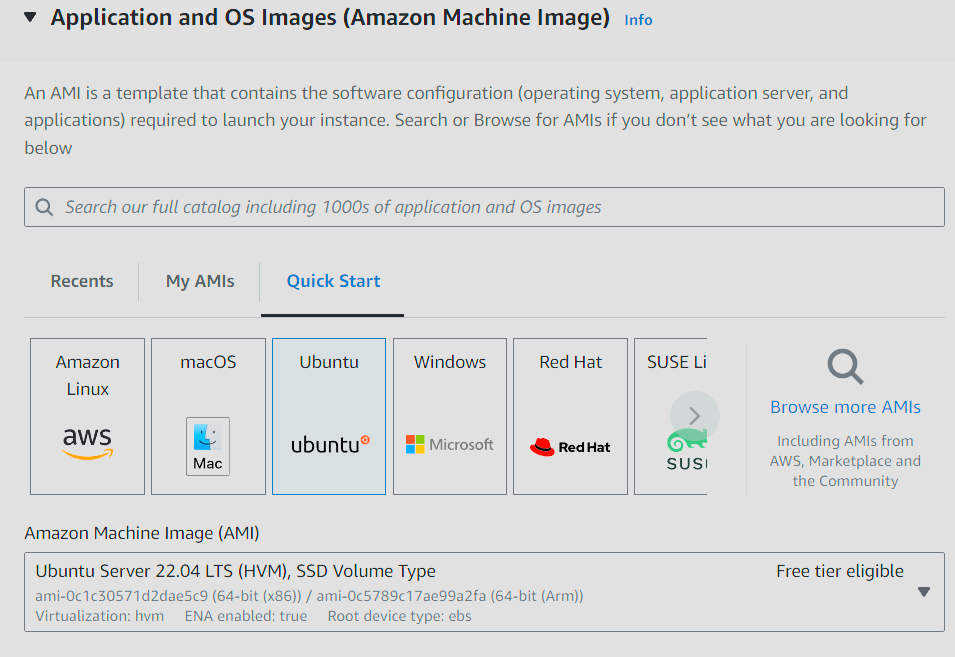 Application and OS Images (Amazon Machine Image) Info
An AMI is a template that contains the software configuration (operating system, application server, and
applications) required to launch your instance. Search or Browse for AMIs if you don’t see what you are looking for
below
Search our full catalog including 1000s of application and OS images
Recents
My AMIs
Quick Start
Amazon
Linux
aws
macOS
Mac
Ubuntu
ubuntu
Windows
Microsoft
Red Hat
Red Hat
SUSE Li
SUS
Browse more AMIs
Including AMIs from
AWS, Marketplace and
the Community
Amazon Machine Image (AMI)
Ubuntu Server 22.04 LTS (HVM), SSD Volume Type
Free tier eligible
ami-0c1c30571d2dae5c9 (64-bit (x86)) / ami-0c5789c17ae99a2fa (64-bit (Arm))
Virtualization: hvm ENA enabled: true Root device type: ebs